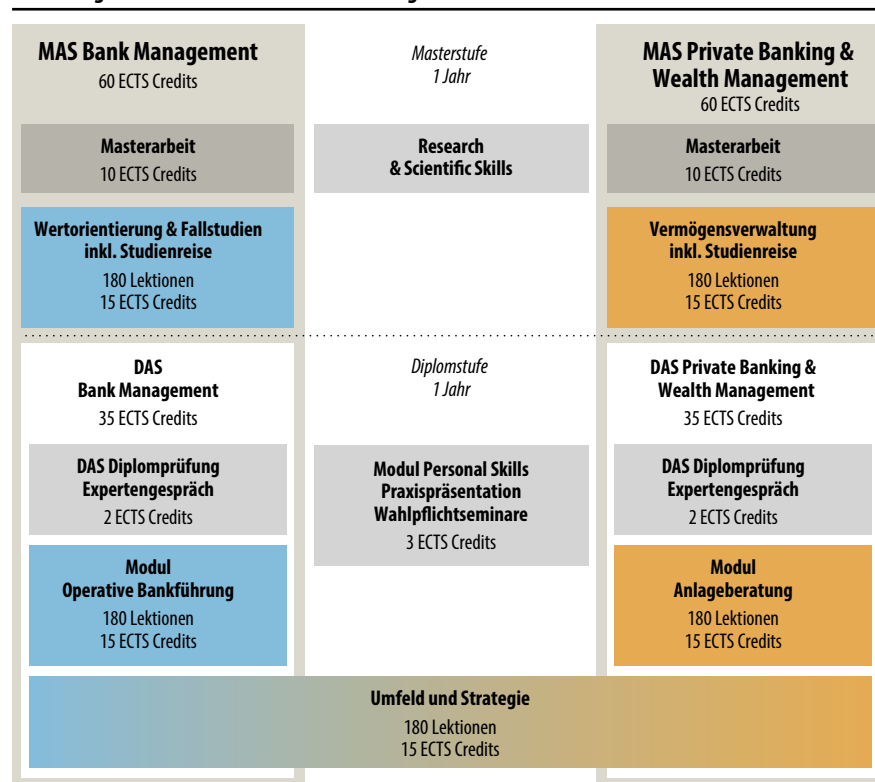 MAS Bank Management
60 ECTS Credits
Masterstufe
1 Jahr
MAS Private Banking &
Wealth Management
60 ECTS Credits
Masterarbeit
10 ECTS Credits
Research
& Scientific Skills
Masterarbeit
10 ECTS Credits
Wertorientierung & Fallstudien
inkl. Studienreise
180 Lektionen
15 ECTS Credits
Vermögensverwaltung
inkl. Studienreise
180 Lektionen
15 ECTS Credits
DAS
Bank Management
35 ECTS Credits
Diplomstufe
1 Jahr
DAS Private Banking &
Wealth Management
35 ECTS Credits
DAS Diplomprüfung
Expertengespräch
2 ECTS Credits
Modul Personal Skills
Praxispräsentation
Wahlpflichtseminare
3 ECTS Credits
DAS Diplomprüfung
Expertengespräch
2 ECTS Credits
Modul
Operative Bankführung
180 Lektionen
15 ECTS Credits
Modul
Anlageberatung
180 Lektionen
15 ECTS Credits
Umfeld und Strategie
180 Lektionen
15 ECTS Credits